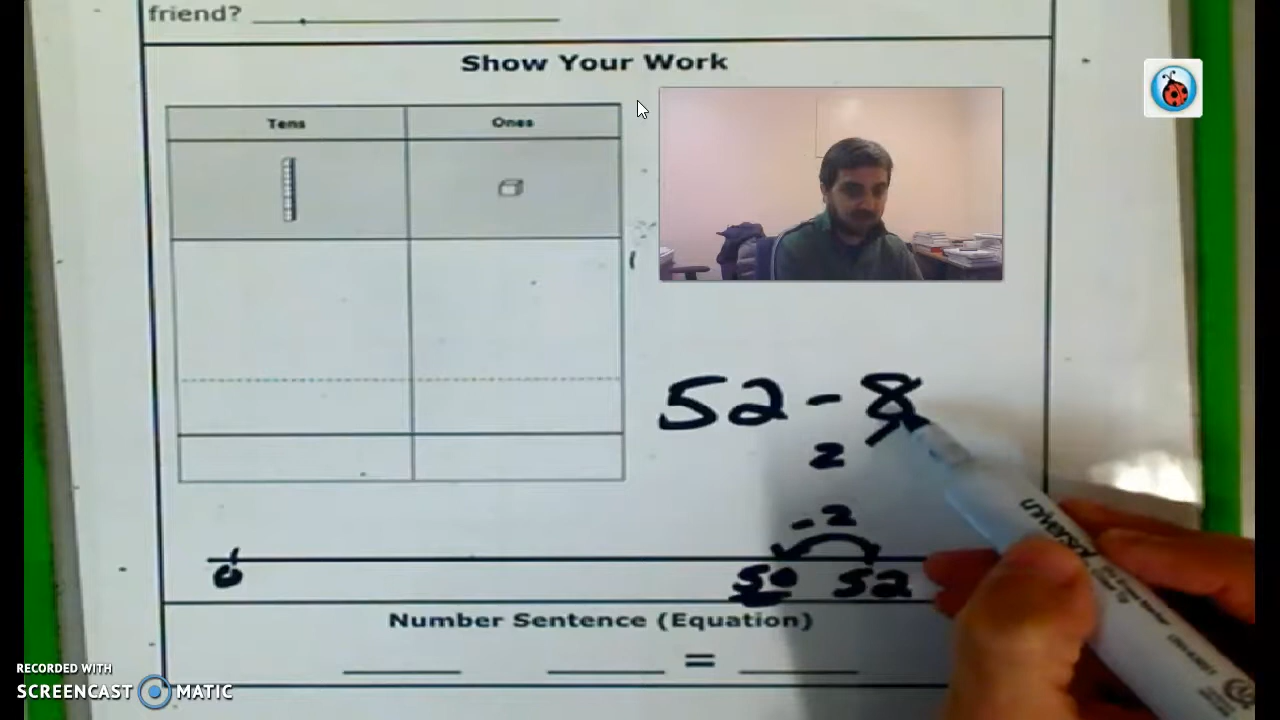 friend?
Show Your Work
Tens Ones
52 - 8
2
- 2
0 50 52
Number Sentence (Equation)
=
universal
RECORDED WITH
SCREENCAST MATIC